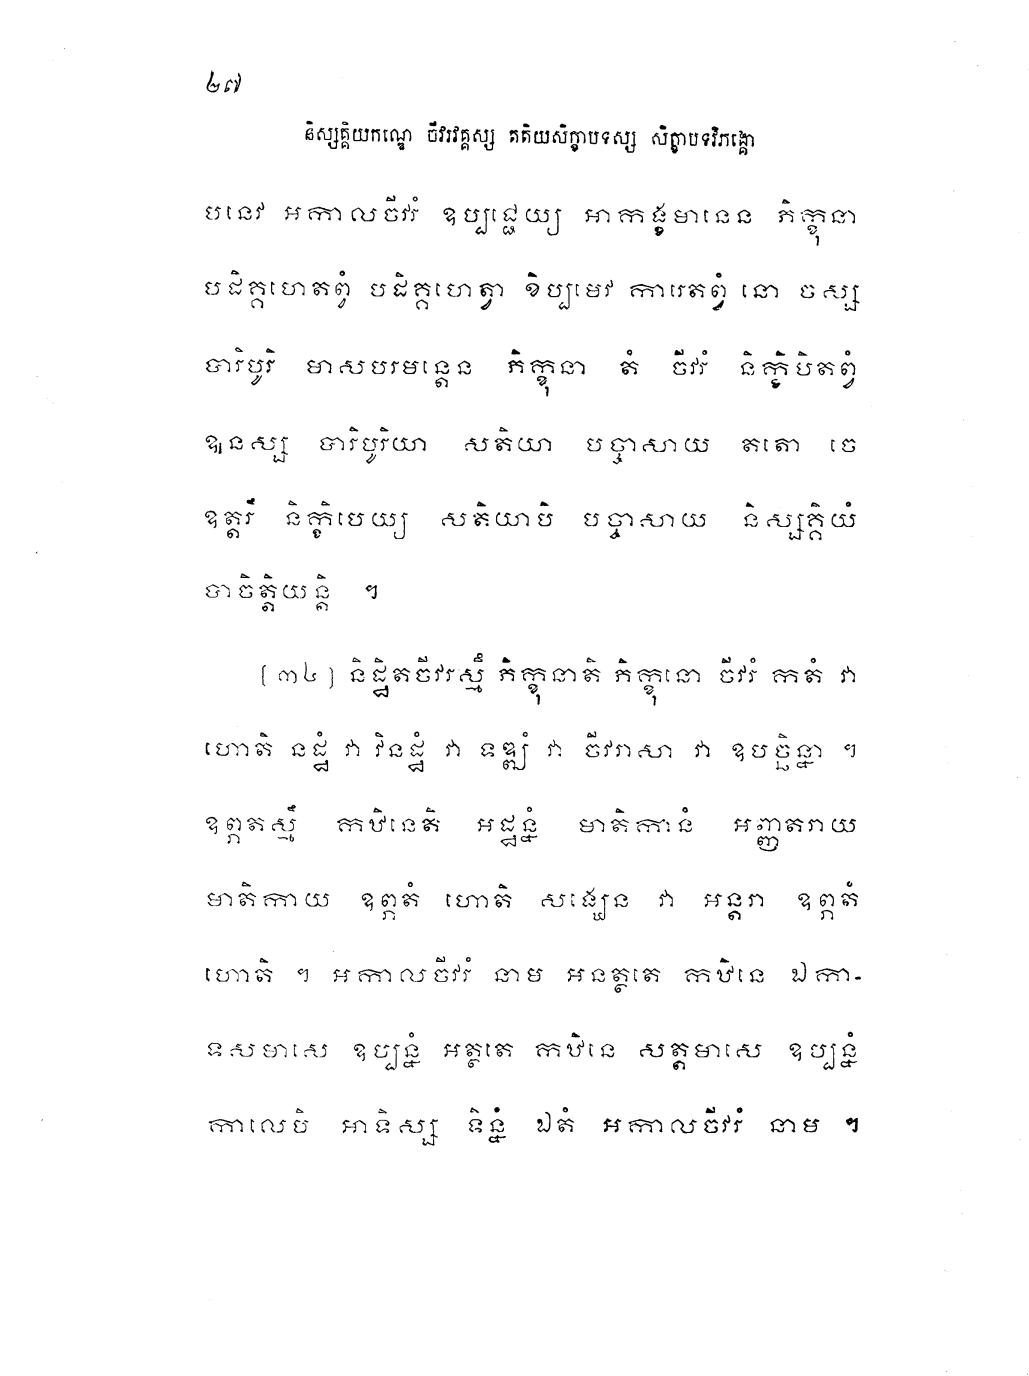 ២៧
និស្សគ្គិយកណ្ឌេ ចីវរវគ្គស្ស តតិយសិក្ខាបទស្ស សិក្ខាបទវិភង្គោ
បនេវ អកាលចីវរំ ឧប្បជ្ជេយ្យ អាកង្ខមានេន ភិក្ខុនា
បដិគ្គហេតព្វំ បដិគ្គហេត្វា ខិប្បមេវ ការេតព្វំ នោ ចស្ស
បារិបូរិ មាសបរមន្តេន ភិក្ខុនា តំ ចីវរំ និក្ខិបិតព្វំ
ឩនស្ស បារិបូរិយា សតិយា បច្ចាសាយ តតោ ចេ
ឧត្តរឹ និក្ខិបេយ្យ សតិយាបិ បច្ចាសាយ និស្សគ្គិយំ
បាចិត្តិយន្តិ ។
[៣៤] និដ្ឋិតចីវរស្មឹ ភិក្ខុនាតិ ភិក្ខុនោ ចីវរំ កតំ វា
ហោតិ នដ្ឋំ វា វិនដ្ឋំ វា ទឌ្ឍំ វា ចីវរាសា វា ឧបច្ឆិន្នា ។
ឧព្ភតស្មឹ កឋិនេតិ អដ្ឋន្នំ មាតិកានំ អញ្ញតរាយ
មាតិកាយ ឧព្ភតំ ហោតិ សង្ឃេន វា អន្តរា ឧព្ភតំ
ហោតិ ។ អកាលចីវរំ នាម អនត្ថតេ កឋិនេ ឯកា-
ទសមាសេ ឧប្បន្នំ អត្ថតេ កឋិនេ សត្តមាសេ ឧប្បន្នំ
កាលេបិ អាទិស្ស ទិន្នំ ឯតំ អកាលចីវរំ នាម ។